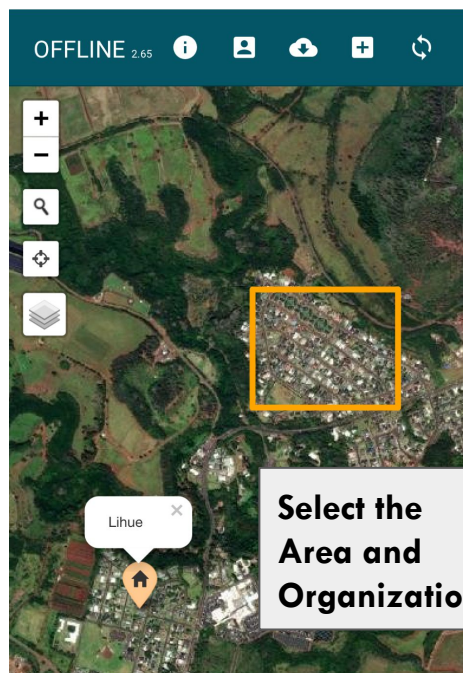 OFFLINE 2.65
+
−
Lihue ×
Select the
Area and
Organizatio